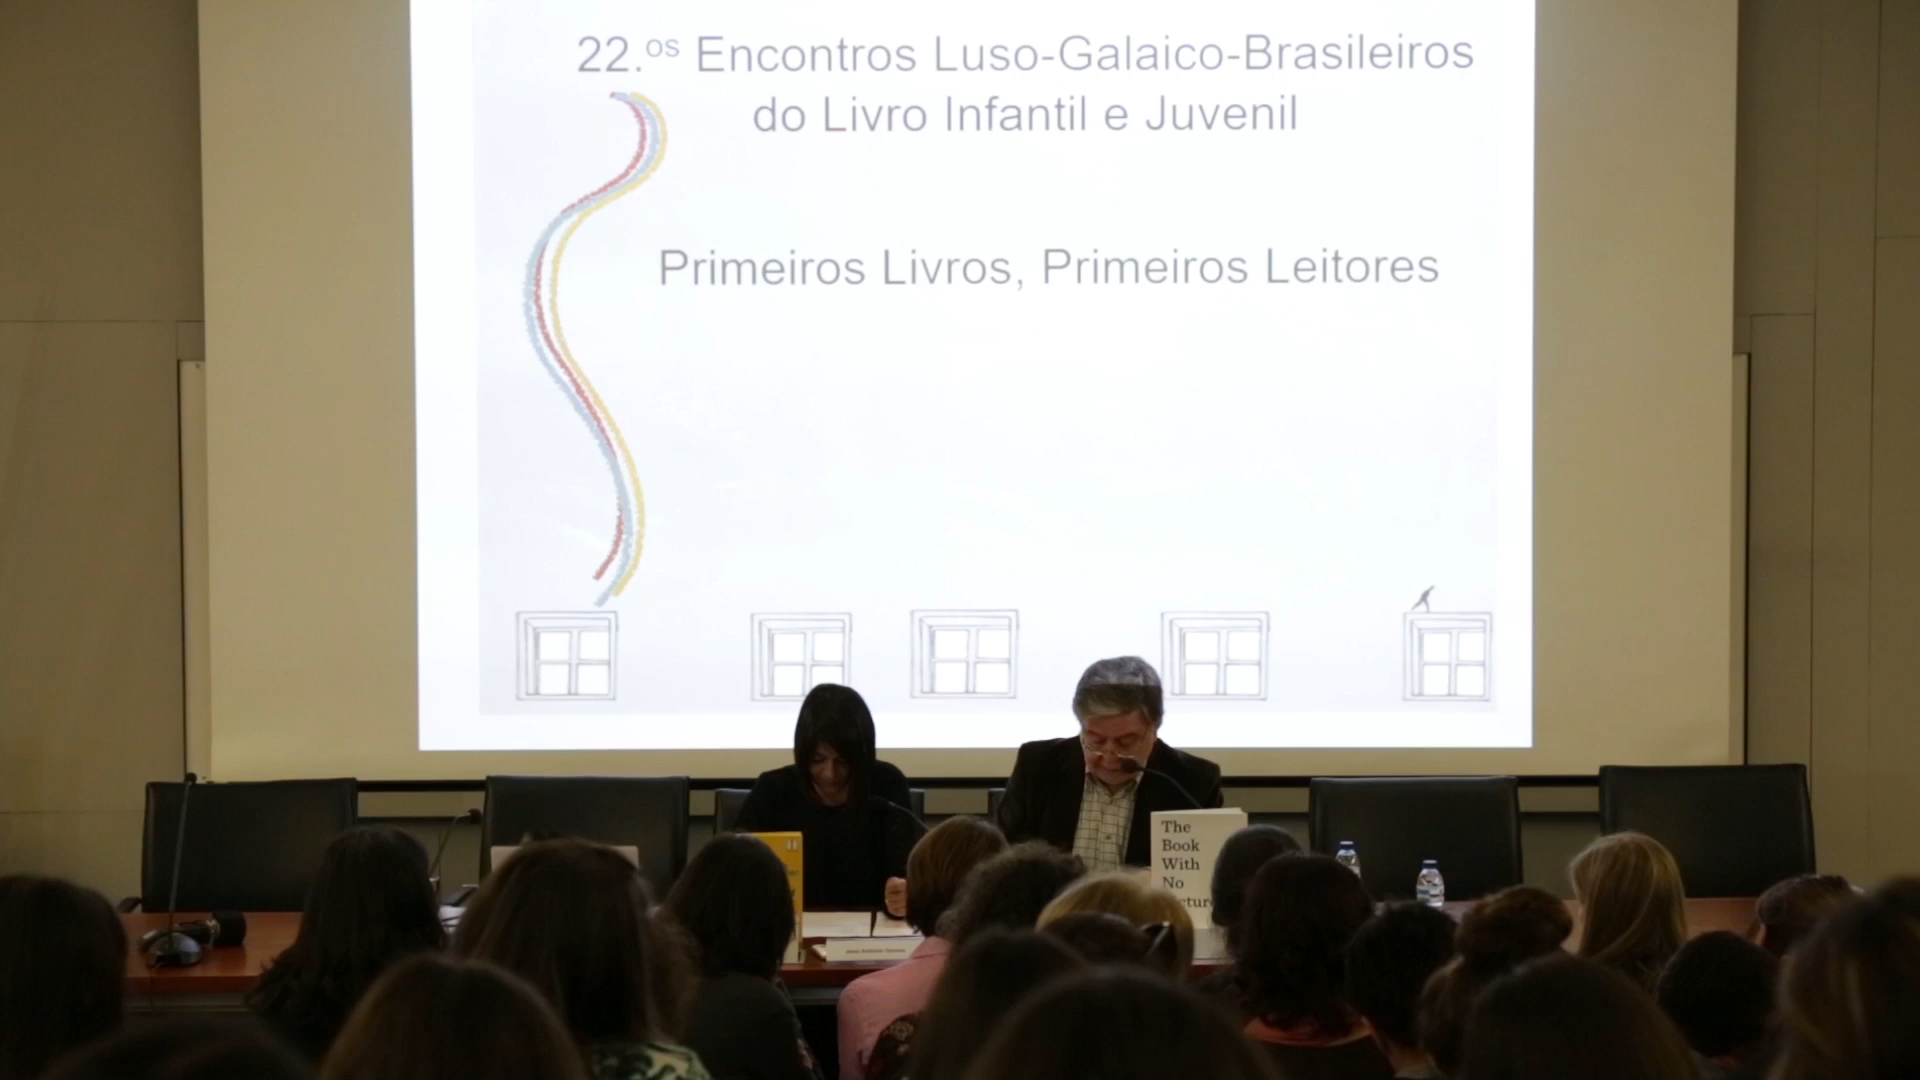 22.ºˢ Encontros Luso-Galaico-Brasileiros
do Livro Infantil e Juvenil
Primeiros Livros, Primeiros Leitores
The
Book
With
No